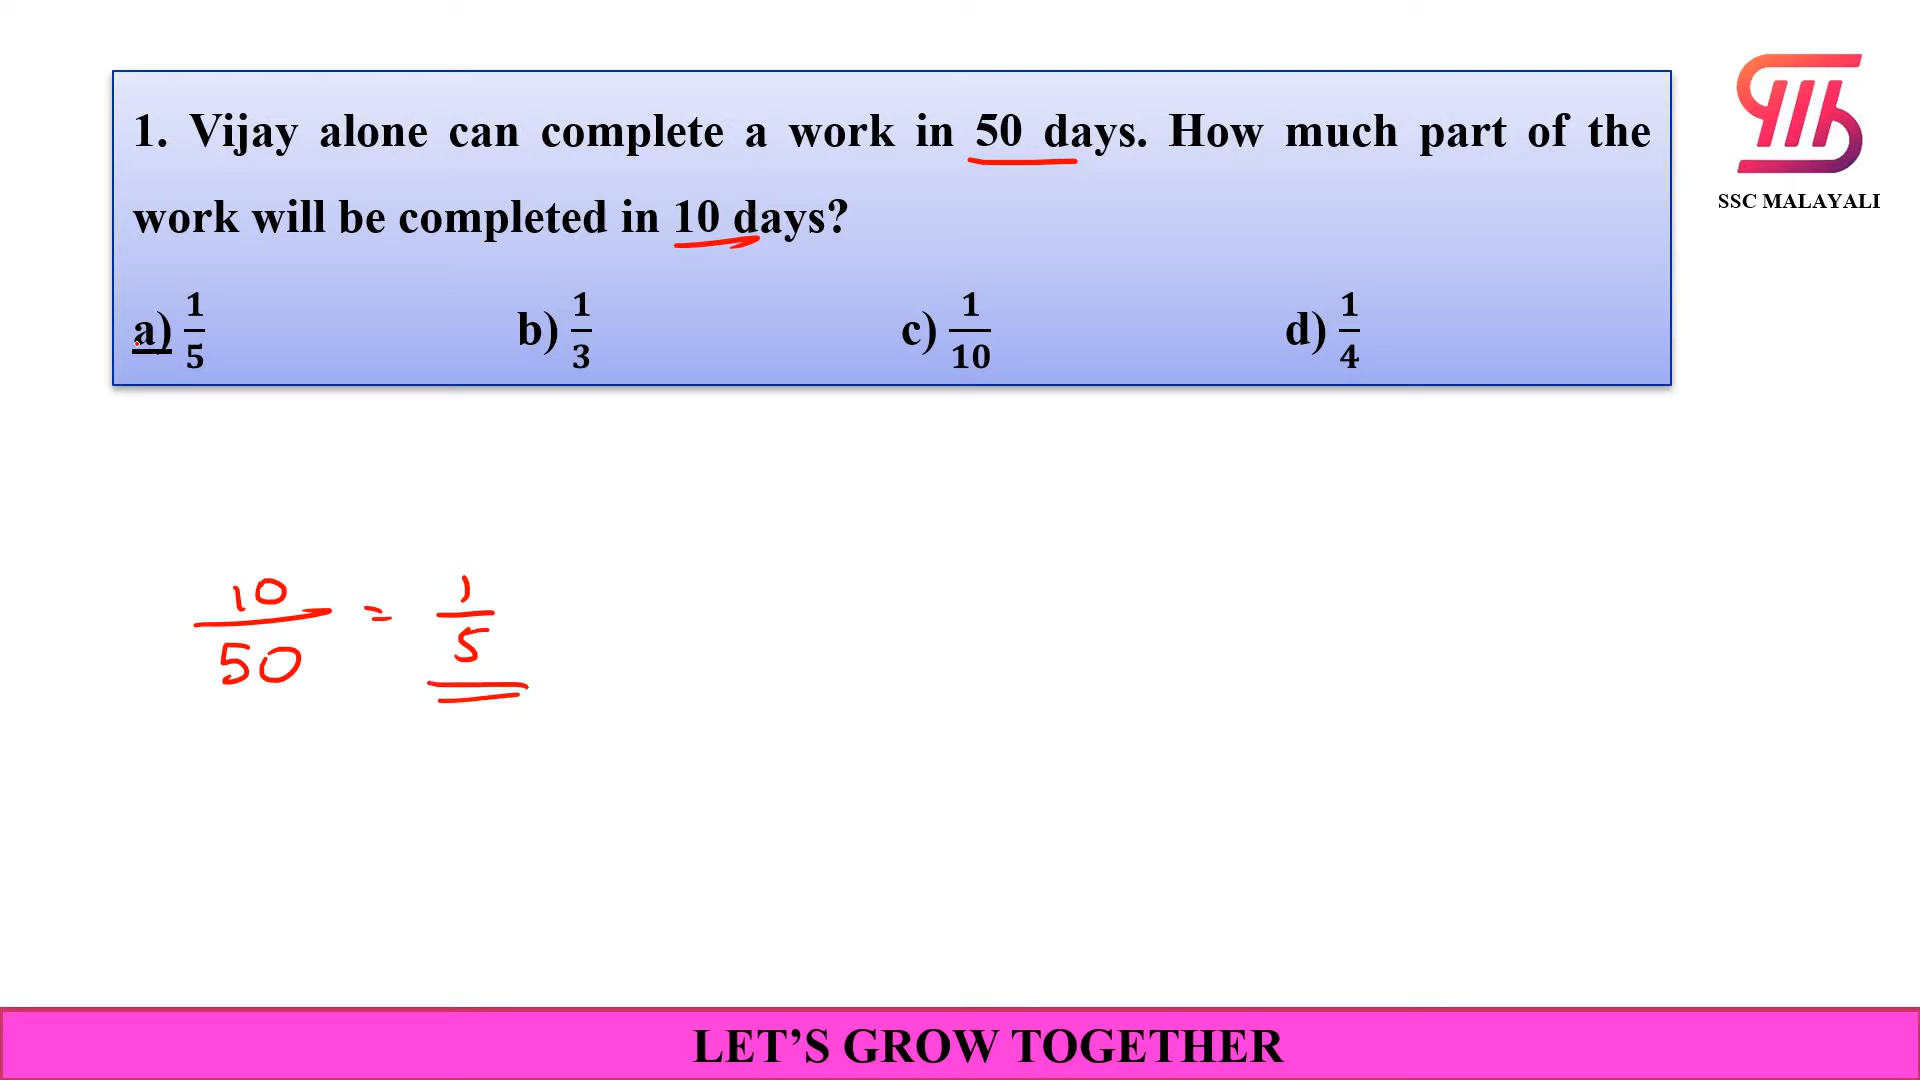 1. Vijay alone can complete a work in 50 days. How much part of the
work will be completed in 10 days?
a) 1/5 b) 1/3 c) 1/10 d) 1/4
SSC MALAYALI
10/50 = 1/5
LET’S GROW TOGETHER